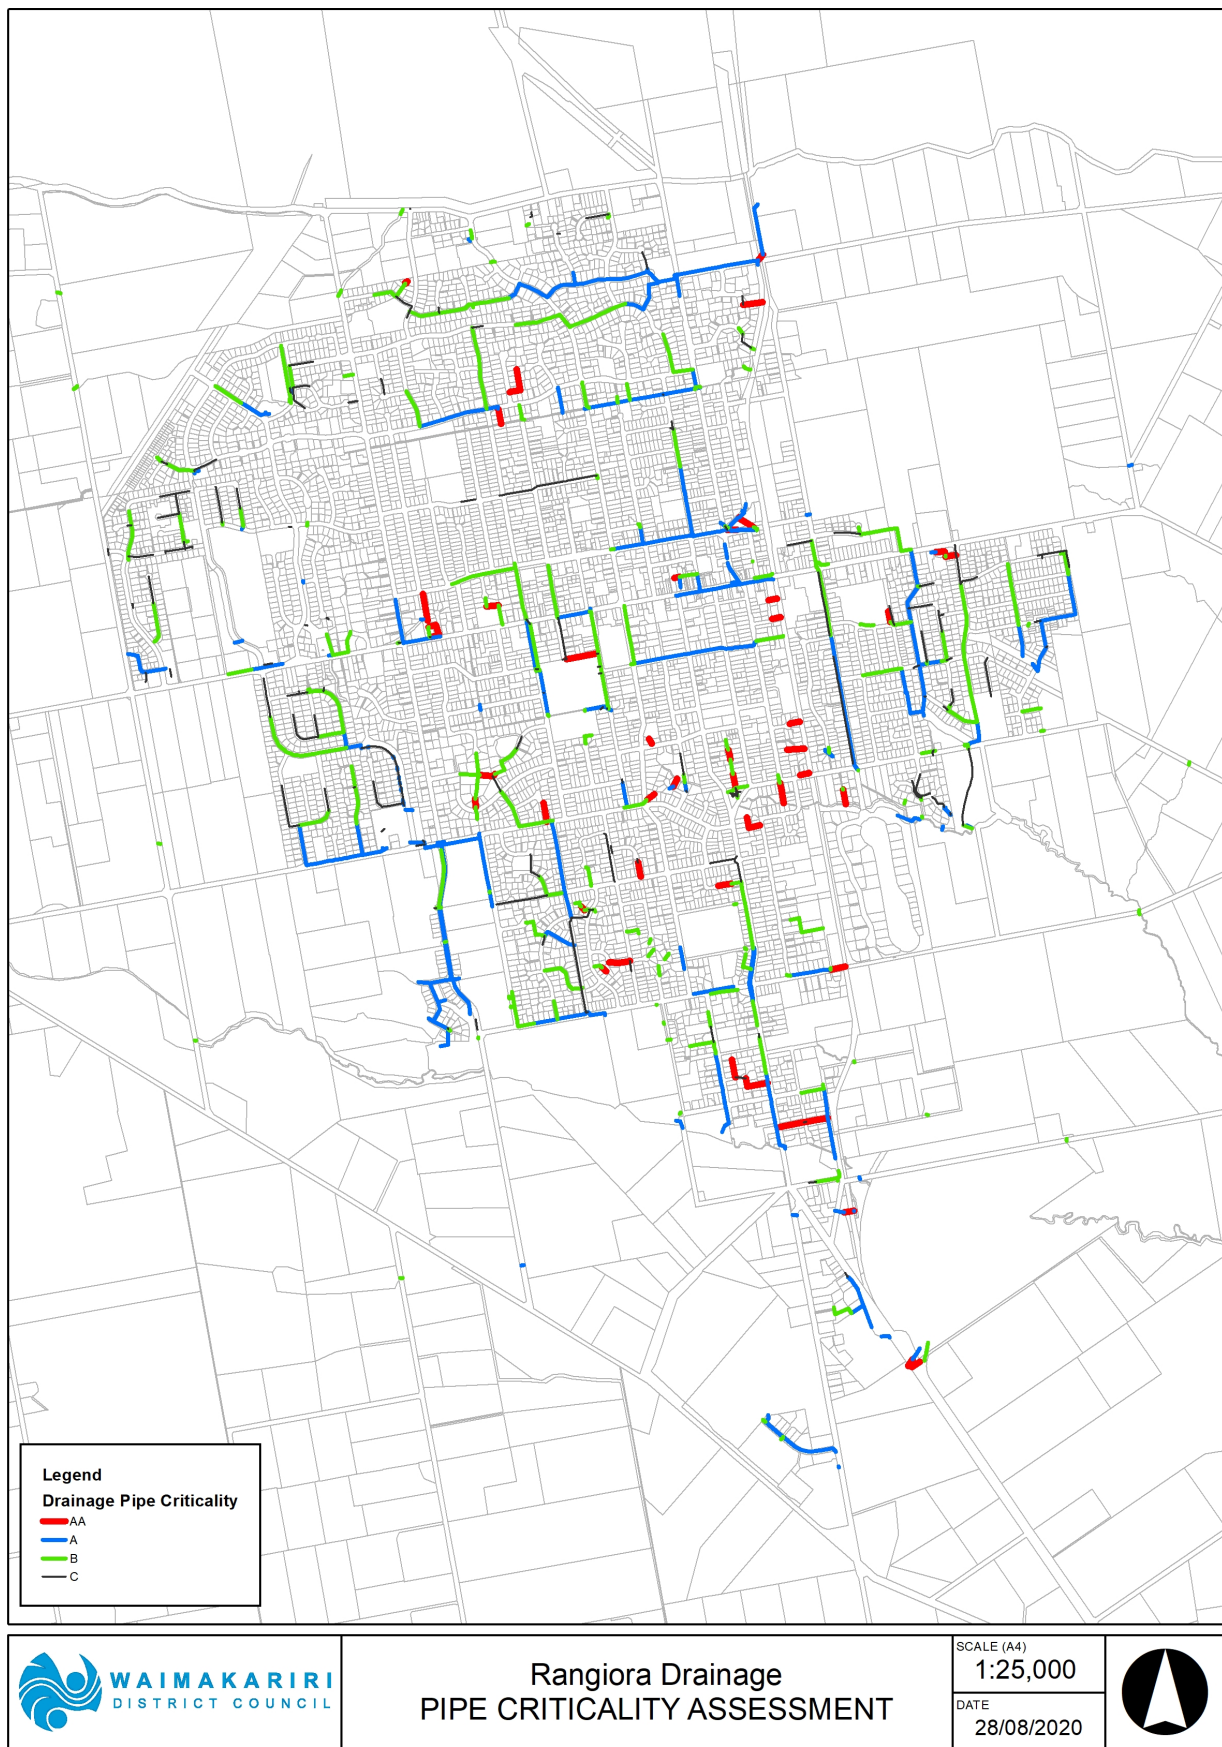 Legend
Drainage Pipe Criticality
AA
A
B
C
WAIMAKARIRI
DISTRICT COUNCIL
Rangiora Drainage
PIPE CRITICALITY ASSESSMENT
SCALE (A4)
1:25,000
DATE
28/08/2020